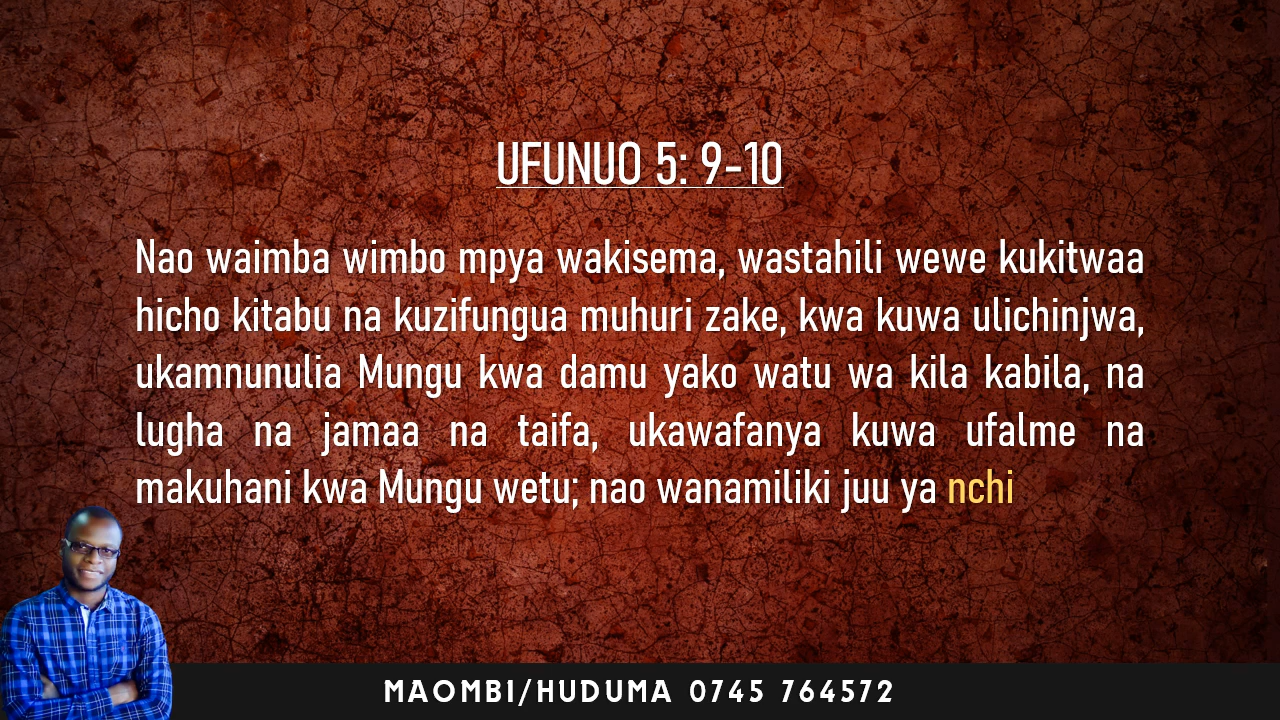 UFUNUO 5: 9-10
Nao waimba wimbo mpya wakisema, wastahili wewe kukitwaa
hicho kitabu na kuzifungua muhuri zake, kwa kuwa ulichinjwa,
ukamnunulia Mungu kwa damu yako watu wa kila kabila, na
lugha na jamaa na taifa, ukawafanya kuwa ufalme na
makuhani kwa Mungu wetu; nao wanamiliki juu ya nchi
MAOMBI/HUDUMA 0745 764572